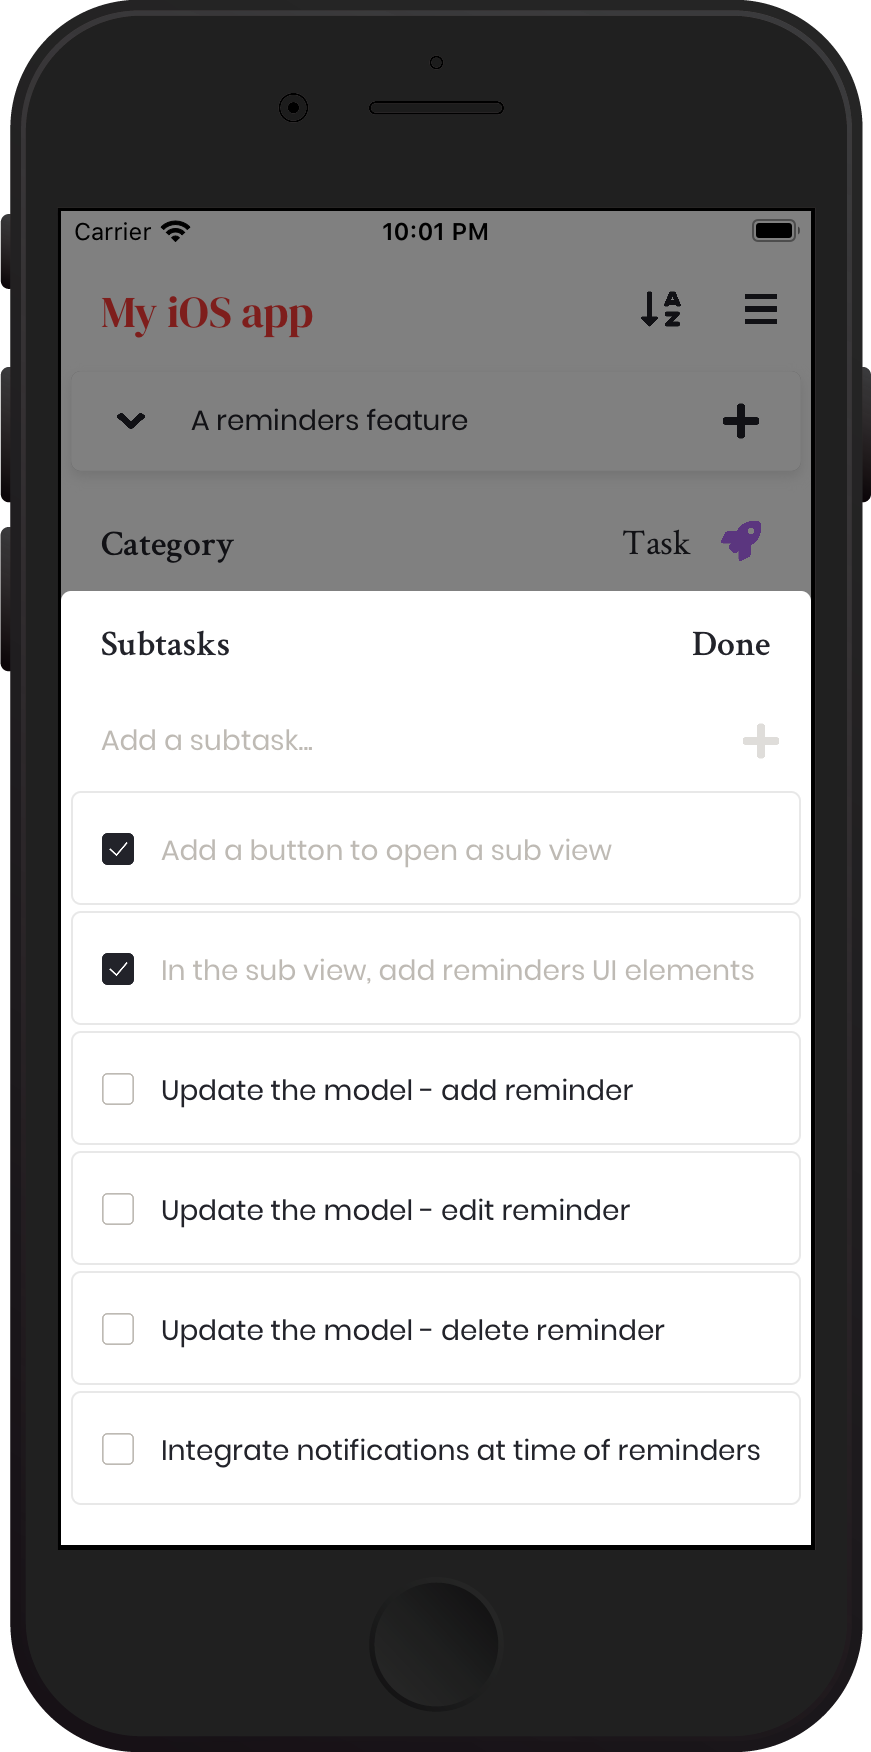 Carrier 10:01 PM
My iOS app
A reminders feature
Category Task
Subtasks Done
Add a subtask...
Add a button to open a sub view
In the sub view, add reminders UI elements
Update the model - add reminder
Update the model - edit reminder
Update the model - delete reminder
Integrate notifications at time of reminders